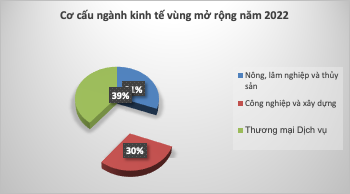 Cơ cấu ngành kinh tế vùng mở rộng năm 2022
39%
30%
Nông, lâm nghiệp và thủy
sản
Công nghiệp và xây dựng
Thương mại Dịch vụ